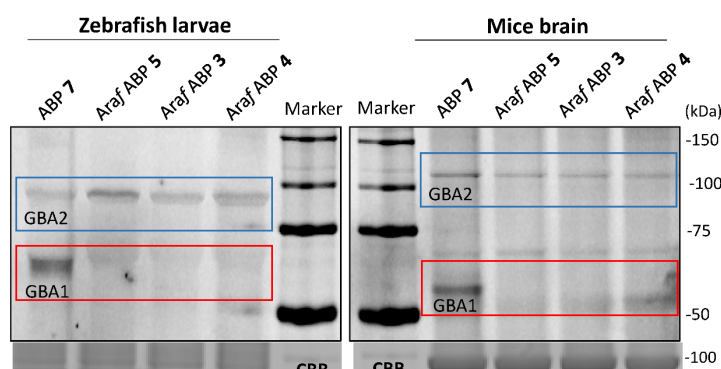 Zebrafish larvae
Mice brain
ABP 7
Araf ABP 5
Araf ABP 3
Araf ABP 4
Marker
Marker
ABP 7
Araf ABP 5
Araf ABP 3
Araf ABP 4
(kDa)
-150
GBA2
GBA2
-100
-75
GBA1
GBA1
-50
-100
CBB
CBB